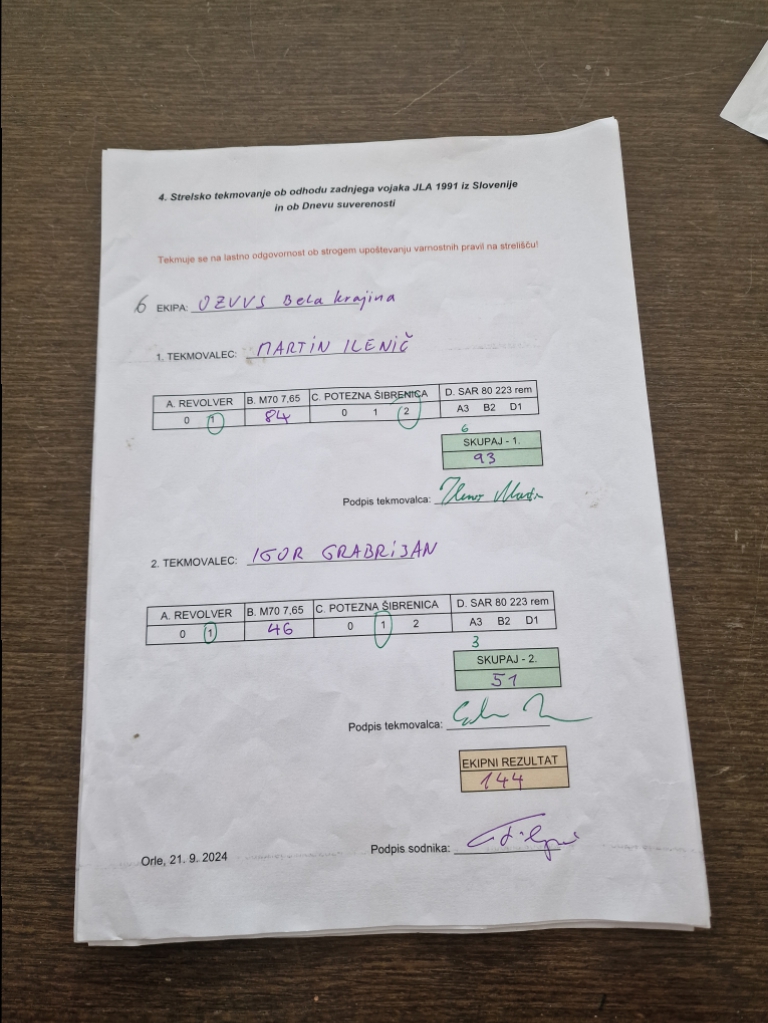 4. Strelsko tekmovanje ob odhodu zadnjega vojaka JLA 1991 iz Slovenije
in ob Dnevu suverenosti
Tekmuje se na lastno odgovornost ob strogem upoštevanju varnostnih pravil na strelišču!
6 EKIPA: OZVVS Bela krajina
1. TEKMOVALEC: MARTIN ILENIČ
A. REVOLVER B. M70 7,65 C. POTEZNA ŠIBRENICA D. SAR 80 223 rem
0 1 84 0 1 2 A3 B2 D1
6
SKUPAJ - 1.
93
Podpis tekmovalca:
2. TEKMOVALEC: IGOR GRABRIJAN
A. REVOLVER B. M70 7,65 C. POTEZNA ŠIBRENICA D. SAR 80 223 rem
0 1 46 0 1 2 A3 B2 D1
3
SKUPAJ - 2.
51
Podpis tekmovalca:
EKIPNI REZULTAT
144
Orle, 21. 9. 2024 Podpis sodnika: